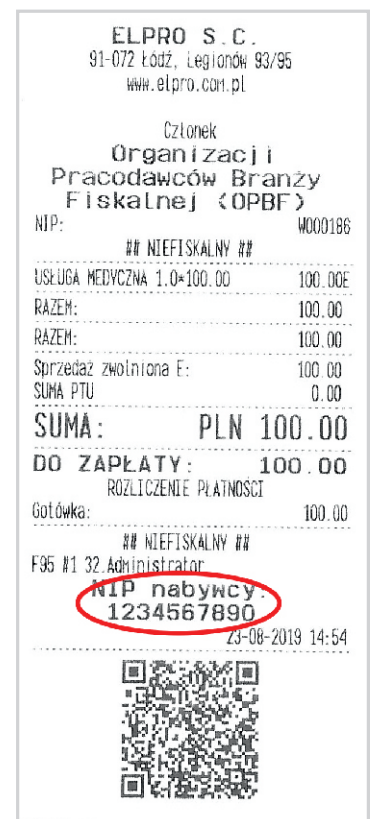 ELPRO S.C.
91-072 Łódź, Legionów 93/95
www.elpro.com.pl
Członek
Organizacji
Pracodawców Branży
Fiskalnej (OPBF)
NIP: W000186
## NIEFISKALNY ##
USŁUGA MEDYCZNA 1.0*100.00 100.00E
RAZEM: 100.00
RAZEM: 100.00
Sprzedaż zwolniona E: 100.00
SUMA PTU 0.00
SUMA: PLN 100.00
DO ZAPŁATY: 100.00
ROZLICZENIE PŁATNOŚCI
Gotówka: 100.00
## NIEFISKALNY ##
F95 #1 32.Administrator
NIP nabywcy:
1234567890
23-08-2019 14:54